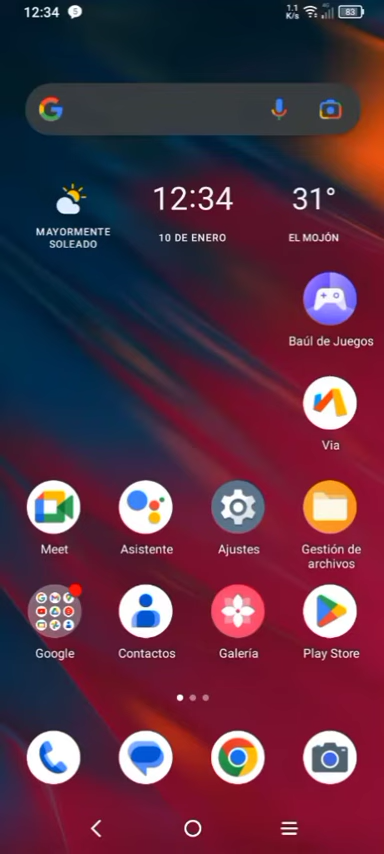 12:34
1.1
K/s
83
12:34
31°
MAYORMENTE
SOLEADO
10 DE ENERO
EL MOJÓN
Baúl de Juegos
Via
Meet
Asistente
Ajustes
Gestión de
archivos
Google
Contactos
Galería
Play Store